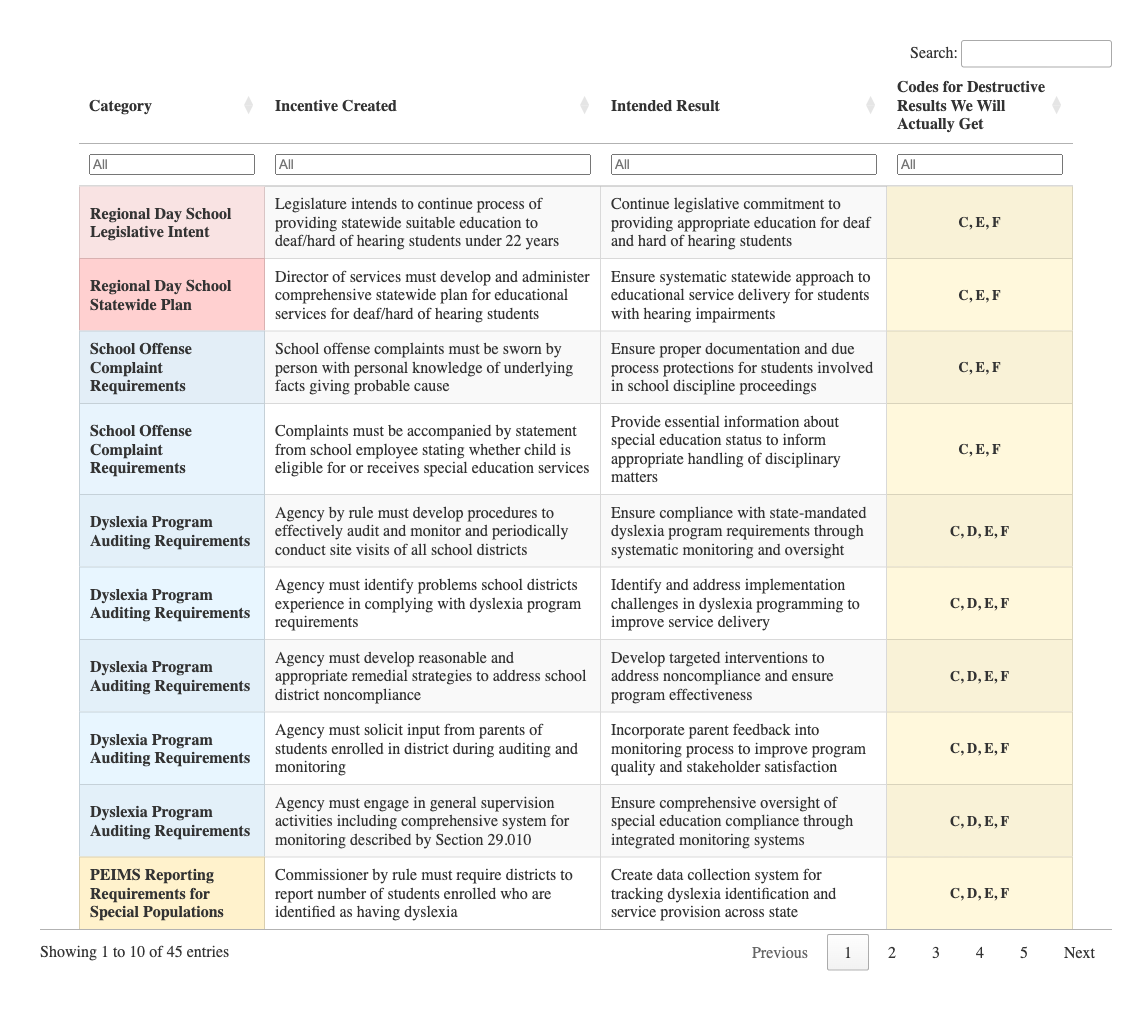 Search:
Category
Incentive Created
Intended Result
Codes for Destructive
Results We Will
Actually Get
All
All
All
All
Regional Day School
Legislative Intent
Legislature intends to continue process of
providing statewide suitable education to
deaf/hard of hearing students under 22 years
Continue legislative commitment to
providing appropriate education for deaf
and hard of hearing students
C, E, F
Regional Day School
Statewide Plan
Director of services must develop and administer
comprehensive statewide plan for educational
services for deaf/hard of hearing students
Ensure systematic statewide approach to
educational service delivery for students
with hearing impairments
C, E, F
School Offense
Complaint
Requirements
School offense complaints must be sworn by
person with personal knowledge of underlying
facts giving probable cause
Ensure proper documentation and due
process protections for students involved
in school discipline proceedings
C, E, F
School Offense
Complaint
Requirements
Complaints must be accompanied by statement
from school employee stating whether child is
eligible for or receives special education services
Provide essential information about
special education status to inform
appropriate handling of disciplinary
matters
C, E, F
Dyslexia Program
Auditing Requirements
Agency by rule must develop procedures to
effectively audit and monitor and periodically
conduct site visits of all school districts
Ensure compliance with state-mandated
dyslexia program requirements through
systematic monitoring and oversight
C, D, E, F
Dyslexia Program
Auditing Requirements
Agency must identify problems school districts
experience in complying with dyslexia program
requirements
Identify and address implementation
challenges in dyslexia programming to
improve service delivery
C, D, E, F
Dyslexia Program
Auditing Requirements
Agency must develop reasonable and
appropriate remedial strategies to address school
district noncompliance
Develop targeted interventions to
address noncompliance and ensure
program effectiveness
C, D, E, F
Dyslexia Program
Auditing Requirements
Agency must solicit input from parents of
students enrolled in district during auditing and
monitoring
Incorporate parent feedback into
monitoring process to improve program
quality and stakeholder satisfaction
C, D, E, F
Dyslexia Program
Auditing Requirements
Agency must engage in general supervision
activities including comprehensive system for
monitoring described by Section 29.010
Ensure comprehensive oversight of
special education compliance through
integrated monitoring systems
C, D, E, F
PEIMS Reporting
Requirements for
Special Populations
Commissioner by rule must require districts to
report number of students enrolled who are
identified as having dyslexia
Create data collection system for
tracking dyslexia identification and
service provision across state
C, D, E, F
Showing 1 to 10 of 45 entries
Previous 1 2 3 4 5 Next